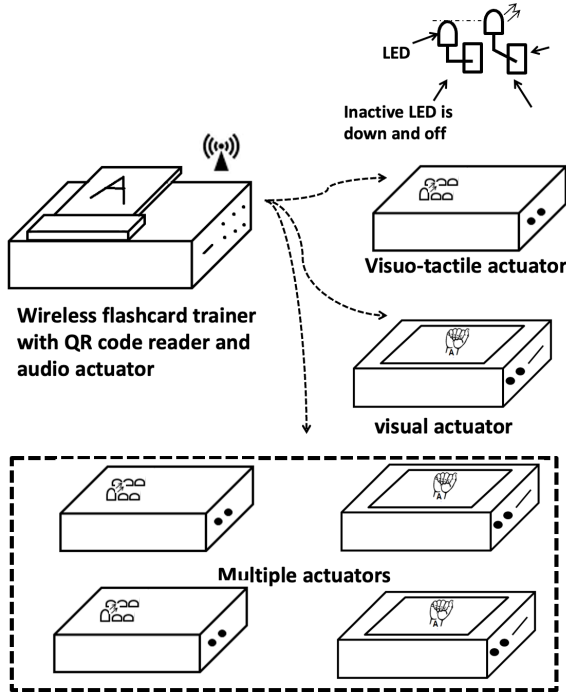 LED
Inactive LED is
down and off
A
Visuo-tactile actuator
Wireless flashcard trainer
with QR code reader and
audio actuator
A
visual actuator
A
Multiple actuators
A